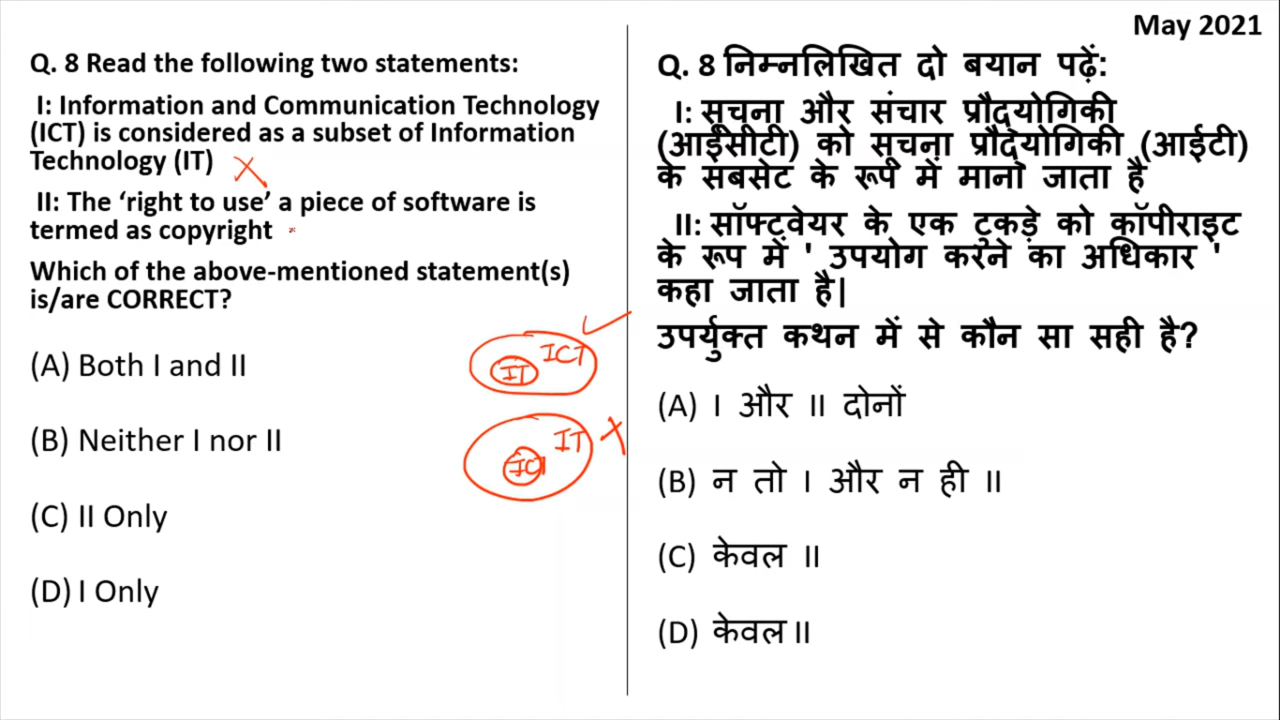 May 2021
Q. 8 Read the following two statements:
I: Information and Communication Technology
(ICT) is considered as a subset of Information
Technology (IT)
II: The ‘right to use’ a piece of software is
termed as copyright
Which of the above-mentioned statement(s)
is/are CORRECT?
(A) Both I and II
(B) Neither I nor II
(C) II Only
(D) I Only
ICT
IT
IT
ICT
Q. 8 निम्नलिखित दो बयान पढ़ें:
I: सूचना और संचार प्रौद्योगिकी
(आईसीटी) को सूचना प्रौद्योगिकी (आईटी)
के सबसेट के रूप में माना जाता है
II: सॉफ्टवेयर के एक टुकड़े को कॉपीराइट
के रूप में ' उपयोग करने का अधिकार '
कहा जाता है|
उपर्युक्त कथन में से कौन सा सही है?
(A) I और II दोनों
(B) न तो I और न ही II
(C) केवल II
(D) केवल II